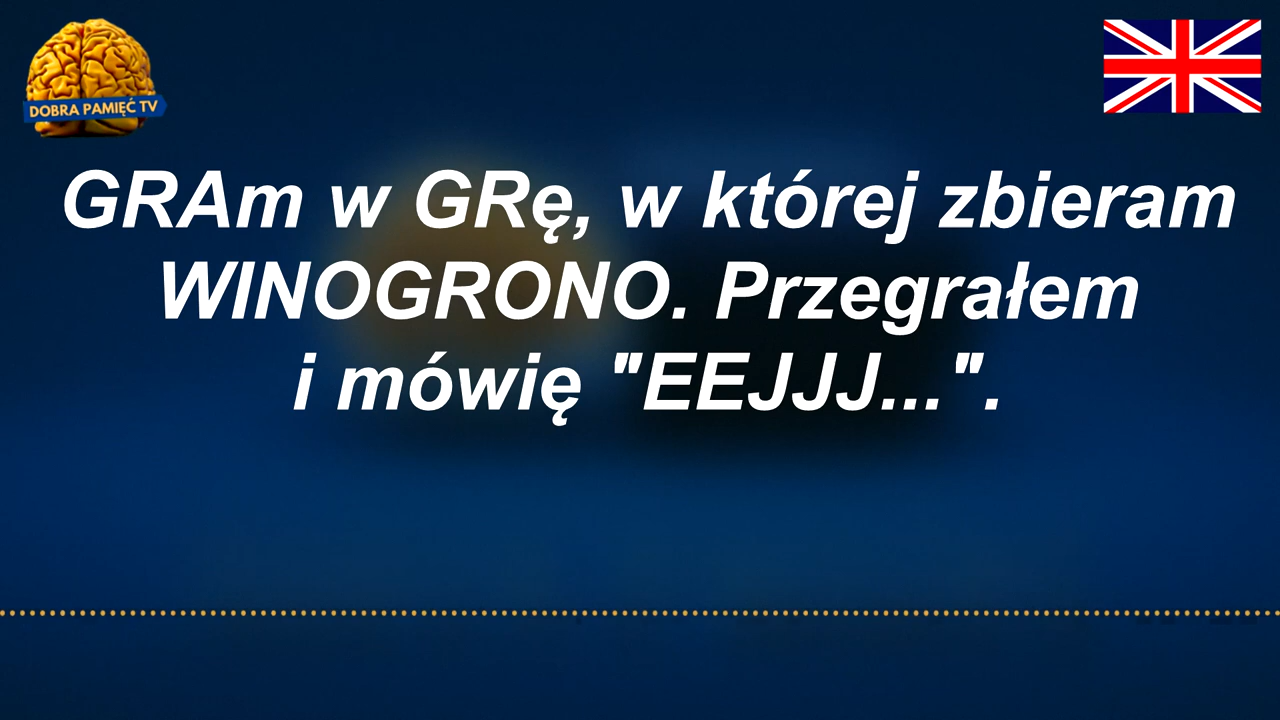 DOBRA PAMIĘĆ TV
GRAm w GRę, w której zbieram
WINOGRONO. Przegrałem
i mówię "EEJJJ...".